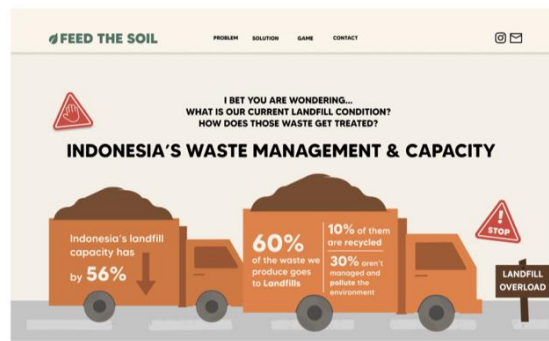 FEED THE SOIL
PROBLEM SOLUTION GAME CONTACT
I BET YOU ARE WONDERING...
WHAT IS OUR CURRENT LANDFILL CONDITION?
HOW DOES THOSE WASTE GET TREATED?
INDONESIA'S WASTE MANAGEMENT & CAPACITY
Indonesia's landfill
capacity has
by 56%
60%
of the waste we
produce goes
to Landfills
10% of them
are recycled
30% aren't
managed and
pollute the
environment
!
STOP
LANDFILL
OVERLOAD